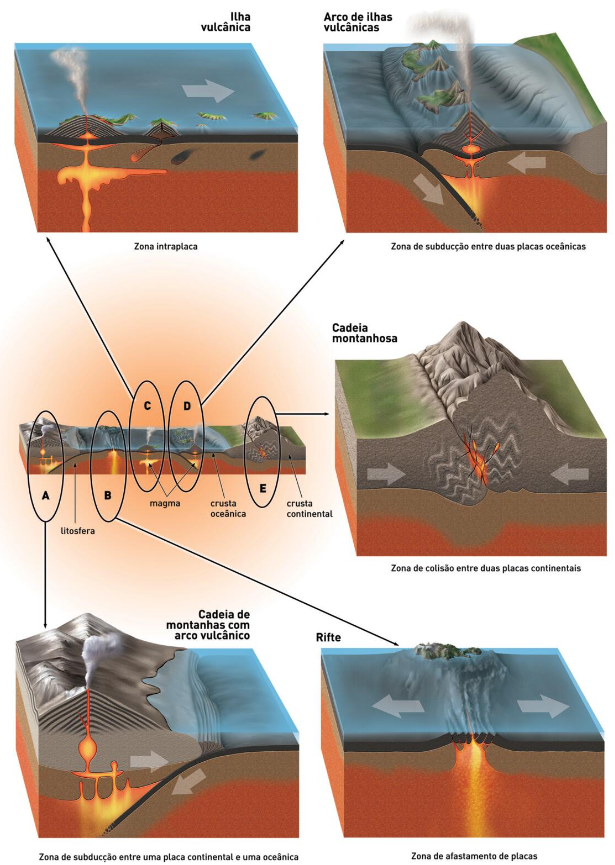 Ilha
vulcânica
Arco de ilhas
vulcânicas
Zona intraplaca
Zona de subducção entre duas placas oceânicas
Cadeia
montanhosa
C
D
A
B
E
magma
crusta
oceânica
crusta
continental
litosfera
Zona de colisão entre duas placas continentais
Cadeia de
montanhas com
arco vulcânico
Rifte
Zona de subducção entre uma placa continental e uma oceânica
Zona de afastamento de placas